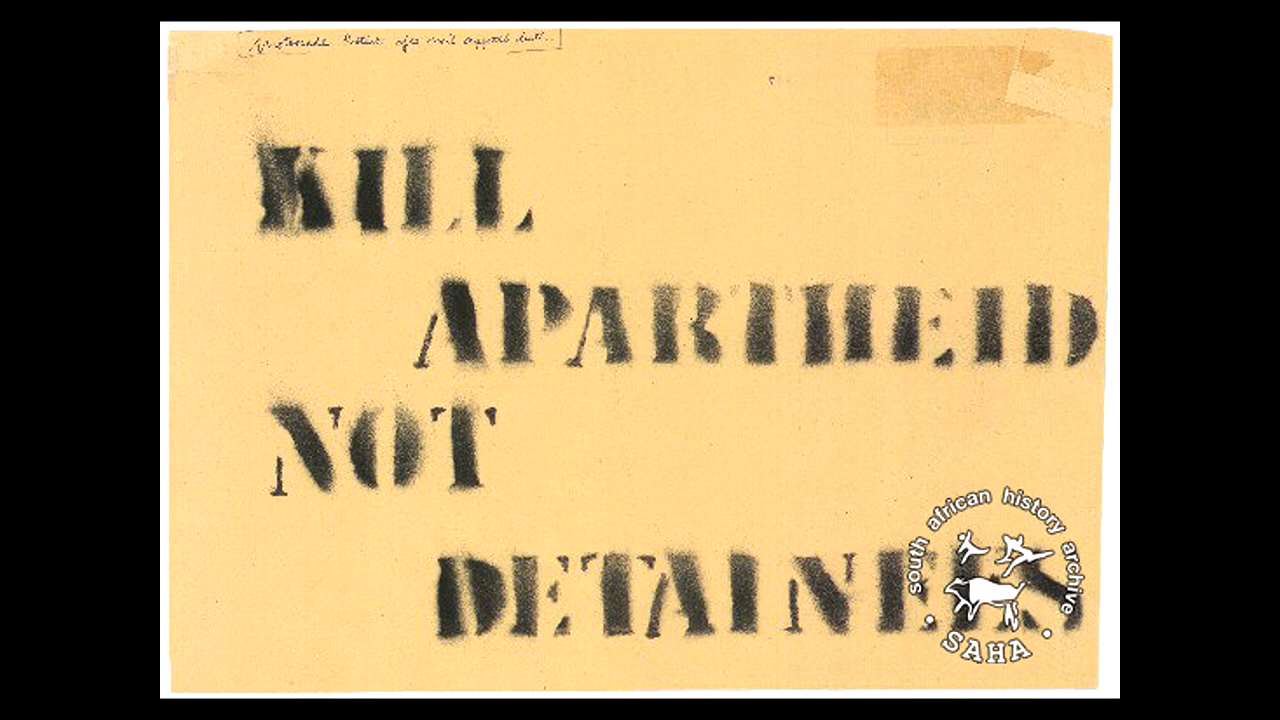 KILL
APARTHEID
NOT
DETAINEES
south african history archive
SAHA